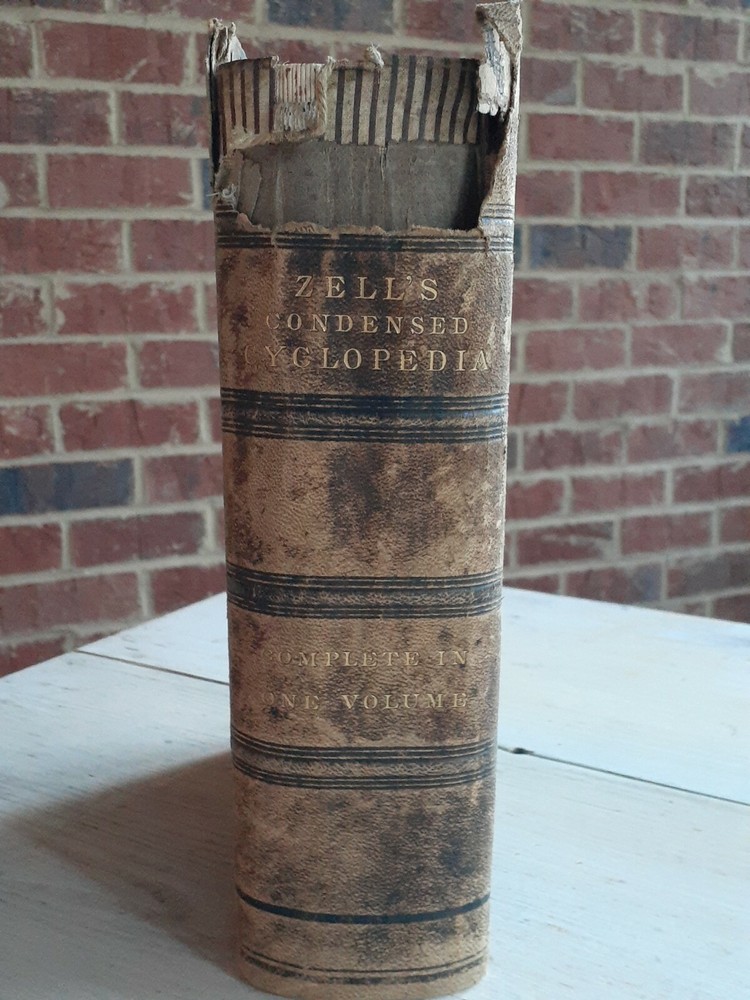 ZELL'S
CONDENSED
CYCLOPEDIA
COMPLETE IN
ONE VOLUME